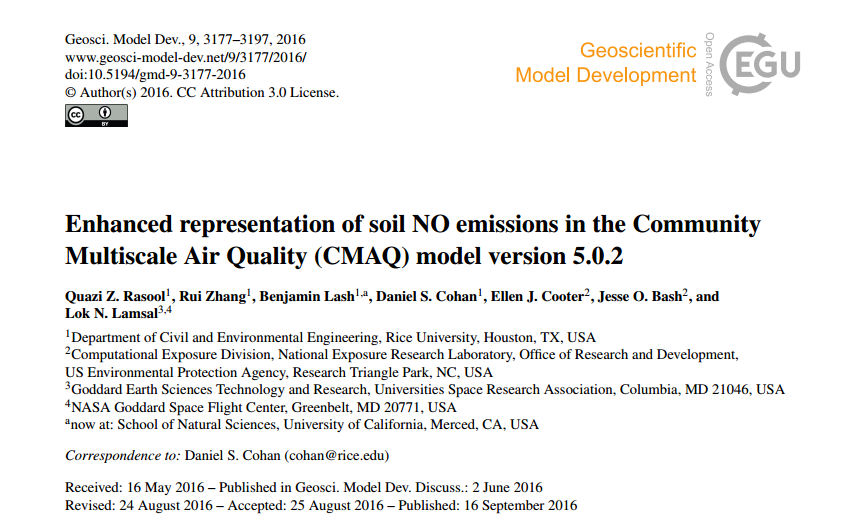 Geosci. Model Dev., 9, 3177–3197, 2016
www.geosci-model-dev.net/9/3177/2016/
doi:10.5194/gmd-9-3177-2016
© Author(s) 2016. CC Attribution 3.0 License.
cc BY
Geoscientific
Model Development
Open Access
EGU
Enhanced representation of soil NO emissions in the Community
Multiscale Air Quality (CMAQ) model version 5.0.2
Quazi Z. Rasool1, Rui Zhang1, Benjamin Lash1,a, Daniel S. Cohan1, Ellen J. Cooter2, Jesse O. Bash2, and
Lok N. Lamsal3,4
1Department of Civil and Environmental Engineering, Rice University, Houston, TX, USA
2Computational Exposure Division, National Exposure Research Laboratory, Office of Research and Development,
US Environmental Protection Agency, Research Triangle Park, NC, USA
3Goddard Earth Sciences Technology and Research, Universities Space Research Association, Columbia, MD 21046, USA
4NASA Goddard Space Flight Center, Greenbelt, MD 20771, USA
anow at: School of Natural Sciences, University of California, Merced, CA, USA
Correspondence to: Daniel S. Cohan (cohan@rice.edu)
Received: 16 May 2016 – Published in Geosci. Model Dev. Discuss.: 2 June 2016
Revised: 24 August 2016 – Accepted: 25 August 2016 – Published: 16 September 2016